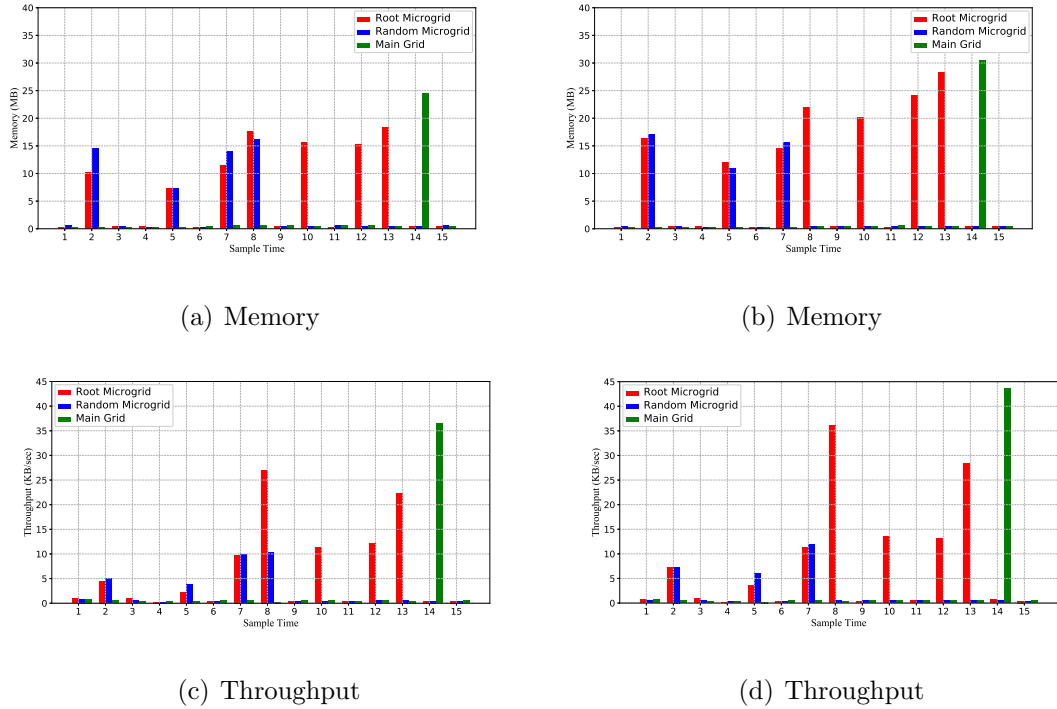 40
35
30
25
20
15
10
5
0
Memory (MB)
Root Microgrid
Random Microgrid
Main Grid
1 2 3 4 5 6 7 8 9 10 11 12 13 14 15
Sample Time
(a) Memory
40
35
30
25
20
15
10
5
0
Memory (MB)
Root Microgrid
Random Microgrid
Main Grid
1 2 3 4 5 6 7 8 9 10 11 12 13 14 15
Sample Time
(b) Memory
45
40
35
30
25
20
15
10
5
0
Throughput (KB/sec)
Root Microgrid
Random Microgrid
Main Grid
1 2 3 4 5 6 7 8 9 10 11 12 13 14 15
Sample Time
(c) Throughput
45
40
35
30
25
20
15
10
5
0
Throughput (KB/sec)
Root Microgrid
Random Microgrid
Main Grid
1 2 3 4 5 6 7 8 9 10 11 12 13 14 15
Sample Time
(d) Throughput